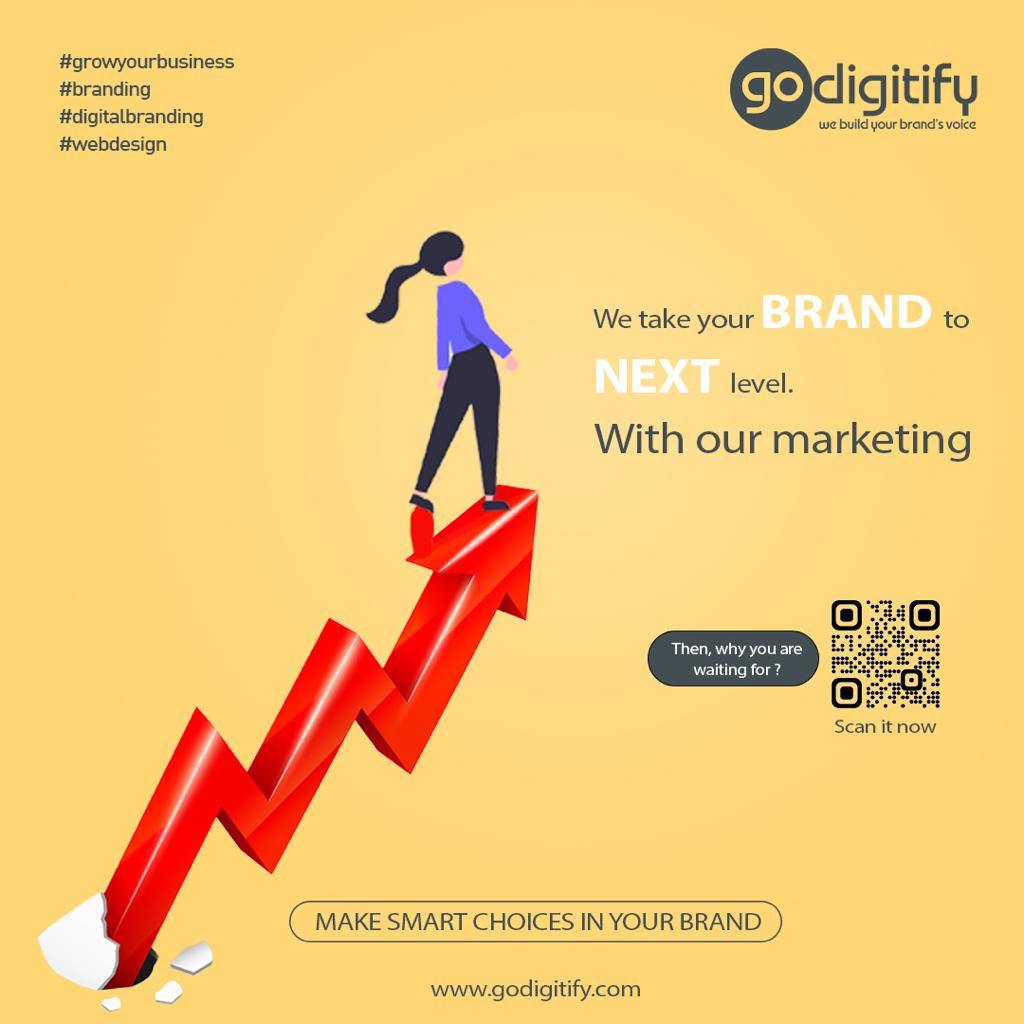 #growyourbusiness
#branding
#digitalbranding
#webdesign
godigitify
we build your brand's voice
We take your BRAND to
NEXT level.
With our marketing
Then, why you are
waiting for ?
Scan it now
MAKE SMART CHOICES IN YOUR BRAND
www.godigitify.com